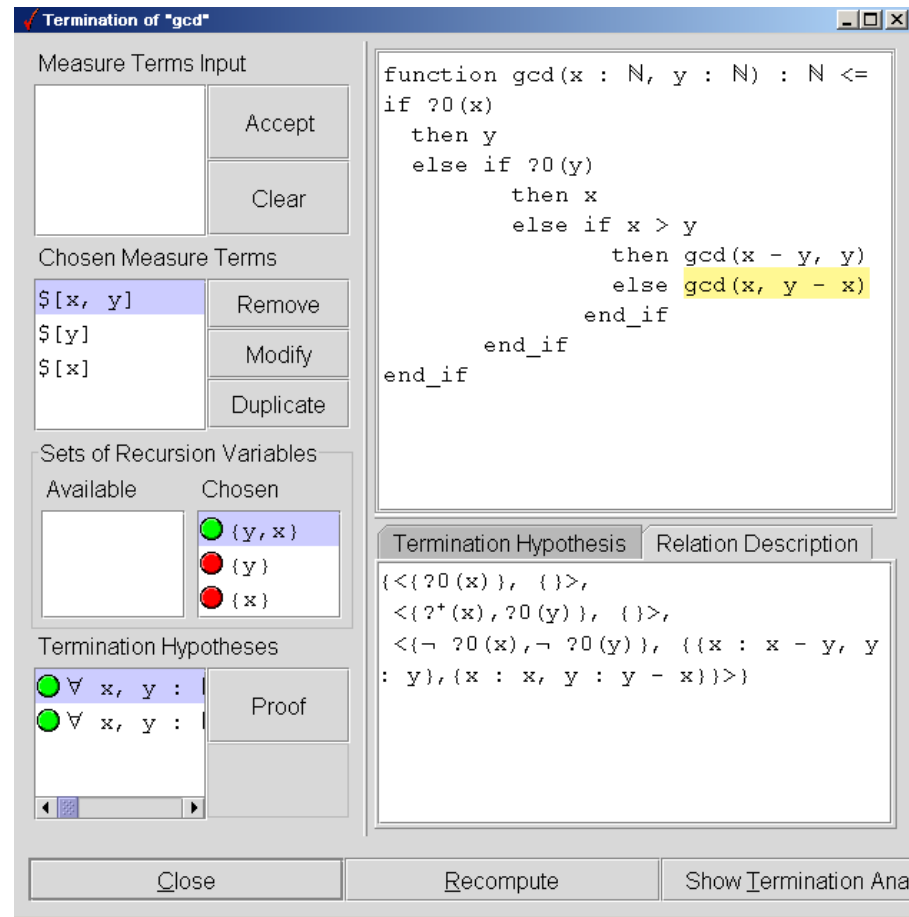 Termination of "gcd"
Measure Terms Input
Accept
Clear
Chosen Measure Terms
$[x, y]
$[y]
$[x]
Remove
Modify
Duplicate
Sets of Recursion Variables
Available
Chosen
{y,x}
{y}
{x}
Termination Hypotheses
∀ x, y :
∀ x, y :
Proof
function gcd(x : ℕ, y : ℕ) : ℕ <=
if ?0(x)
then y
else if ?0(y)
then x
else if x > y
then gcd(x - y, y)
else gcd(x, y - x)
end_if
end_if
end_if
Termination Hypothesis
Relation Description
{<{?0(x)}, {}>,
<{?⁺(x),?0(y)}, {}>,
<{¬ ?0(x),¬ ?0(y)}, {{x : x - y, y
: y},{x : x, y : y - x}}>}
Close
Recompute
Show Termination Ana